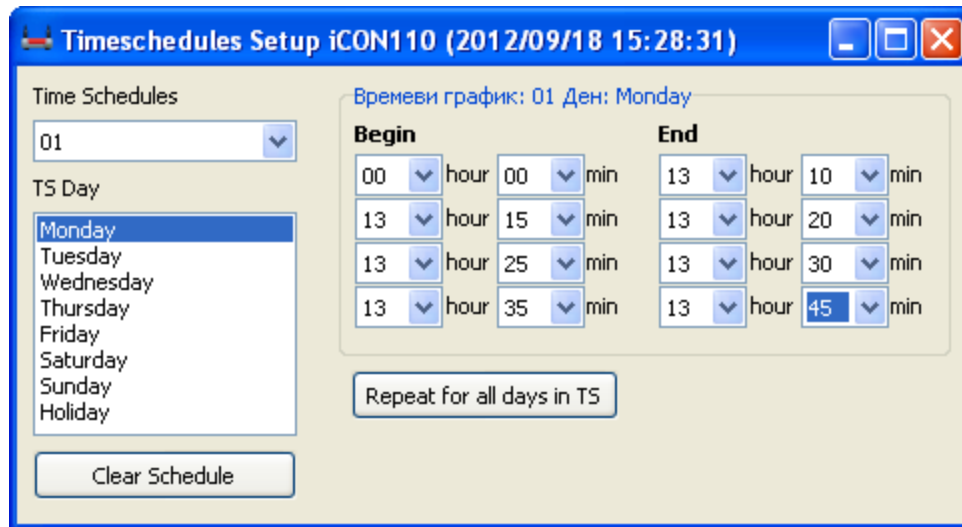 Timeschedules Setup iCON110 (2012/09/18 15:28:31)
Time Schedules
01
TS Day
Monday
Tuesday
Wednesday
Thursday
Friday
Saturday
Sunday
Holiday
Clear Schedule
Времеви график: 01 Ден: Monday
Begin End
00 hour 00 min 13 hour 10 min
13 hour 15 min 13 hour 20 min
13 hour 25 min 13 hour 30 min
13 hour 35 min 13 hour 45 min
Repeat for all days in TS